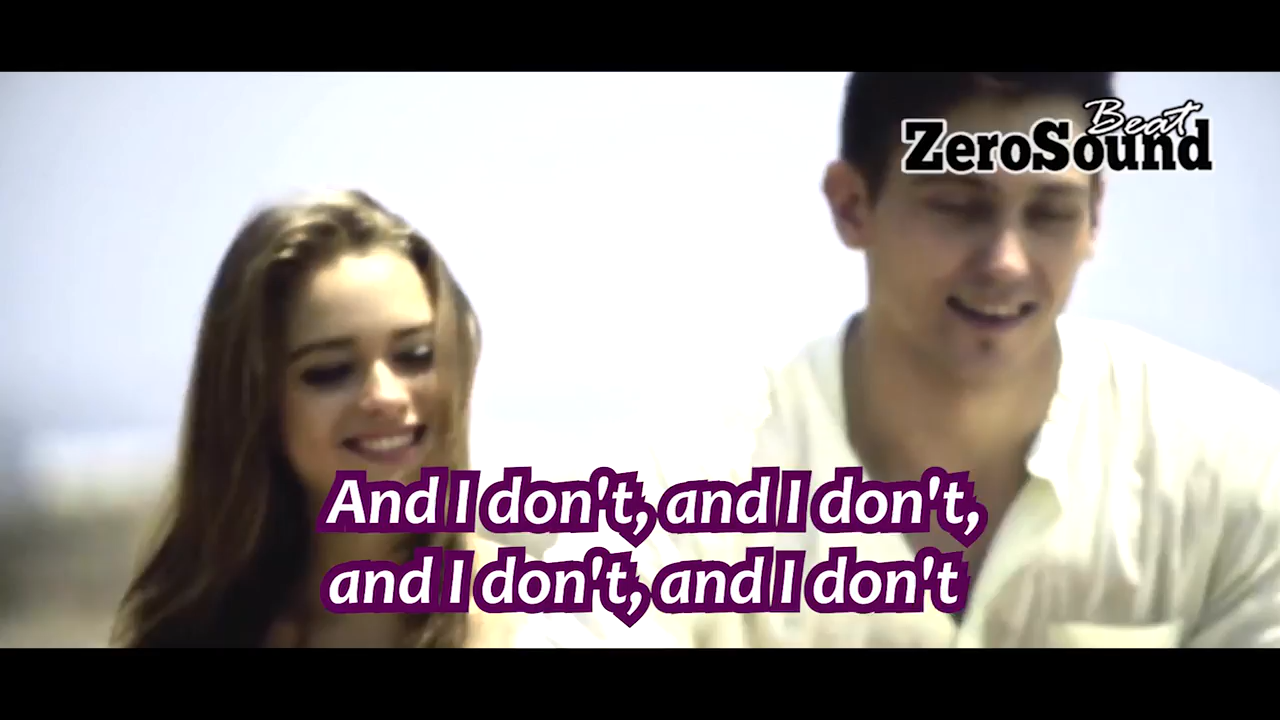 Beat
ZeroSound
And I don't, and I don't,
and I don't, and I don't